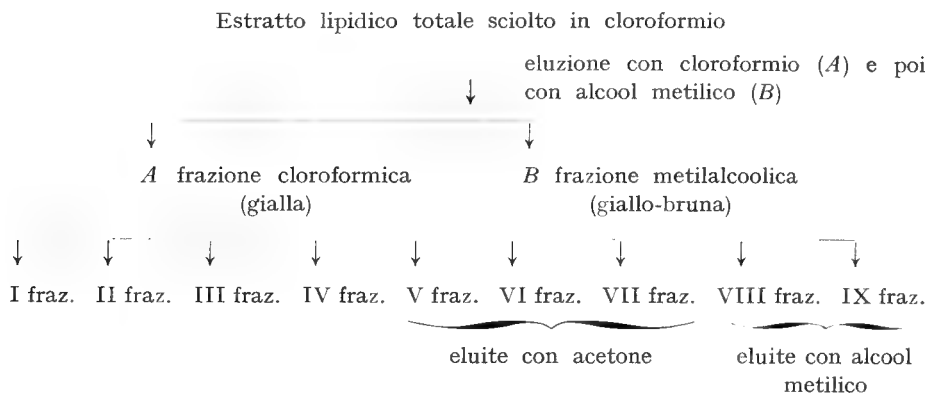 Estratto lipidico totale sciolto in cloroformio
eluzione con cloroformio (A) e poi
con alcool metilico (B)
A frazione cloroformica
(gialla)
B frazione metilalcoolica
(giallo-bruna)
I fraz. II fraz. III fraz. IV fraz. V fraz. VI fraz. VII fraz. VIII fraz. IX fraz.
eluite con acetone
eluite con alcool
metilico